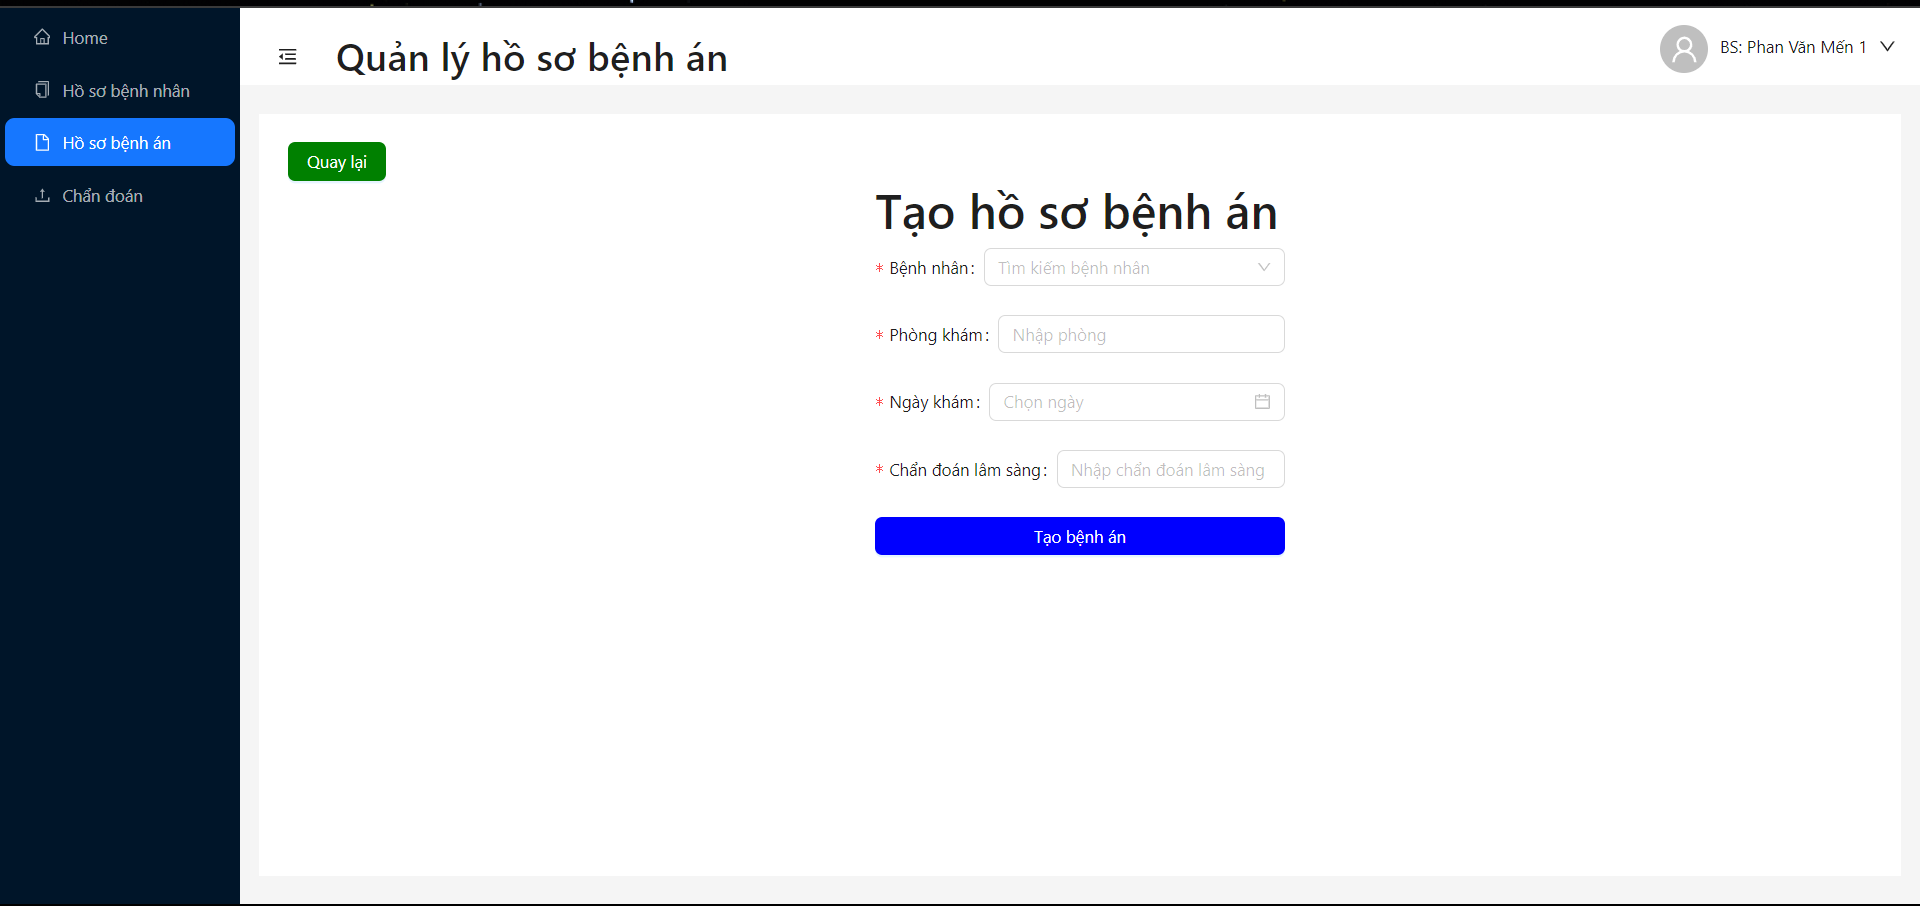 Home
Hồ sơ bệnh nhân
Hồ sơ bệnh án
Chẩn đoán
Quản lý hồ sơ bệnh án
BS: Phan Văn Mến 1
Quay lại
Tạo hồ sơ bệnh án
* Bệnh nhân: Tìm kiếm bệnh nhân
* Phòng khám: Nhập phòng
* Ngày khám: Chọn ngày
* Chẩn đoán lâm sàng: Nhập chẩn đoán lâm sàng
Tạo bệnh án